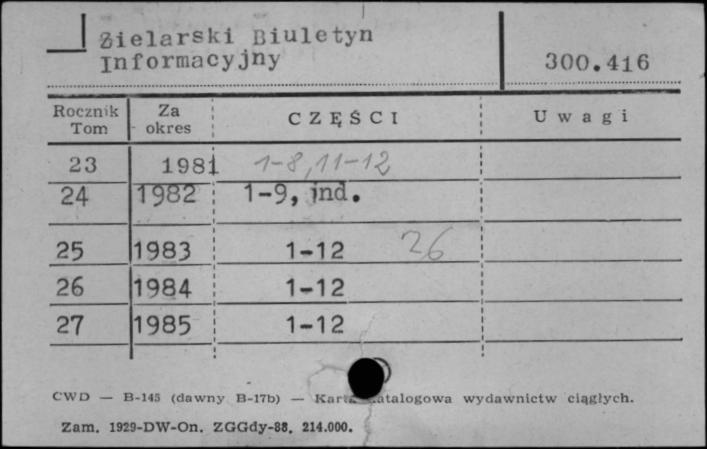 Zielarski Biuletyn
Informacyjny
300.416
Rocznik Tom Za okres CZĘŚCI Uwagi
23 1981 1-8, 11-12
24 1982 1-9, ind.
25 1983 1-12 26
26 1984 1-12
27 1985 1-12
CWD — B-145 (dawny B-17b) — Karta katalogowa wydawnictw ciągłych.
Zam. 1929-DW-On. ZGGdy-88. 214.000.